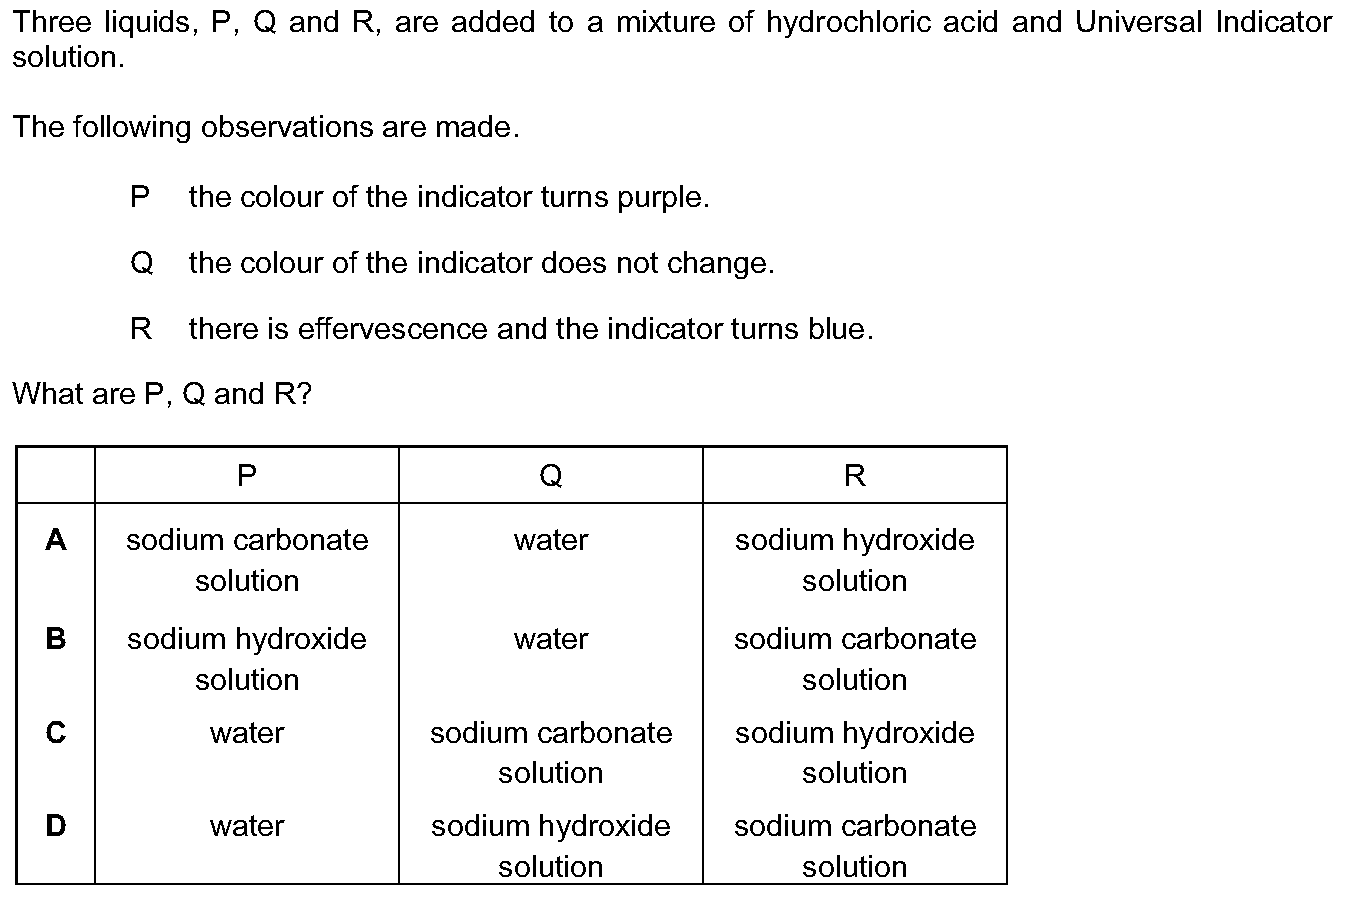 Three liquids, P, Q and R, are added to a mixture of hydrochloric acid and Universal Indicator
solution.
The following observations are made.
P the colour of the indicator turns purple.
Q the colour of the indicator does not change.
R there is effervescence and the indicator turns blue.
What are P, Q and R?
P Q R
A sodium carbonate water sodium hydroxide
solution solution
B sodium hydroxide water sodium carbonate
solution solution
C water sodium carbonate sodium hydroxide
solution solution
D water sodium hydroxide sodium carbonate
solution solution